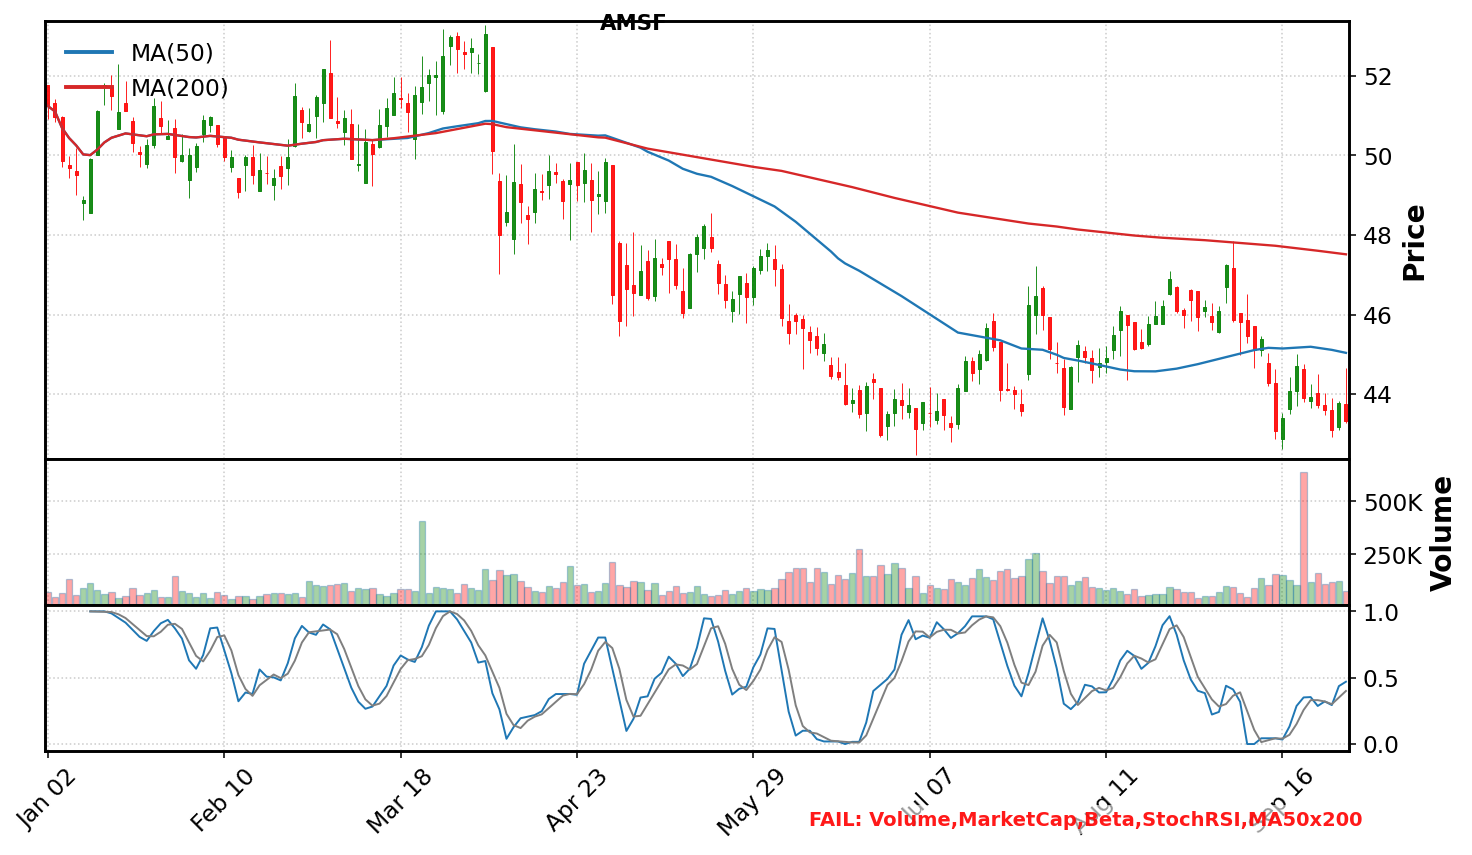 AMSF
MA(50)
MA(200)
52
50
48
46
44
Price
500K
250K
Volume
1.0
0.5
0.0
Jan 02
Feb 10
Mar 18
Apr 23
May 29
Jul 07
Aug 11
Sep 16
FAIL: Volume,MarketCap,Beta,StochRSI,MA50x200